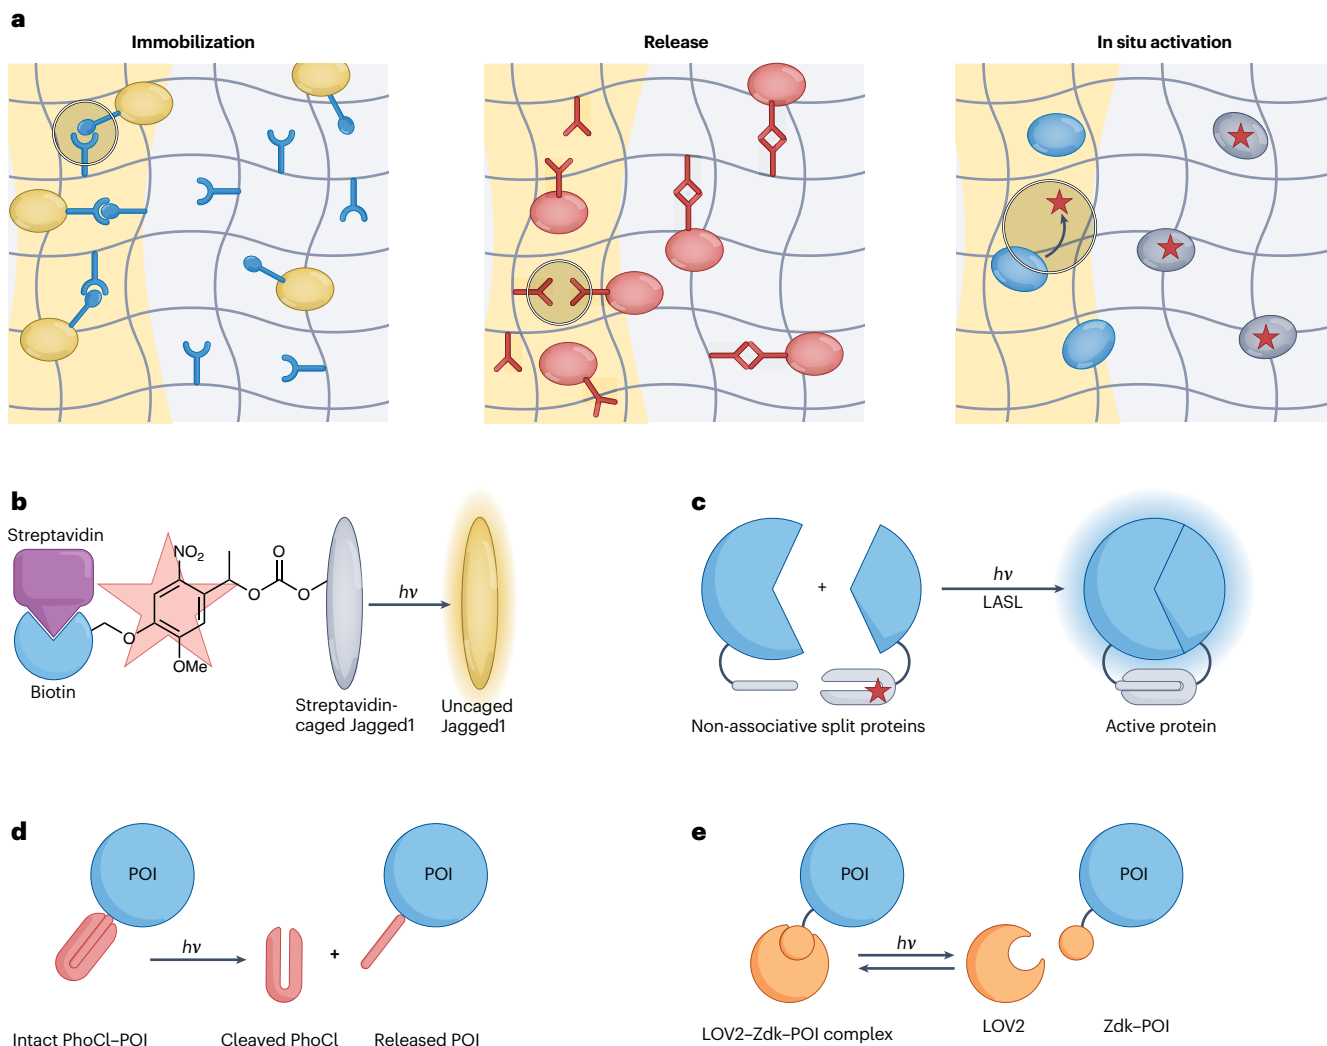 a
Immobilization
Release
In situ activation
b
Streptavidin
NO₂
O
O
O
O
OMe
Biotin
hν
Streptavidin-
caged Jagged1
Uncaged
Jagged1
c
+
hν
LASL
Non-associative split proteins
Active protein
d
POI
hν
+
POI
Intact PhoCl–POI
Cleaved PhoCl
Released POI
e
POI
hν
POI
LOV2–Zdk–POI complex
LOV2
Zdk–POI